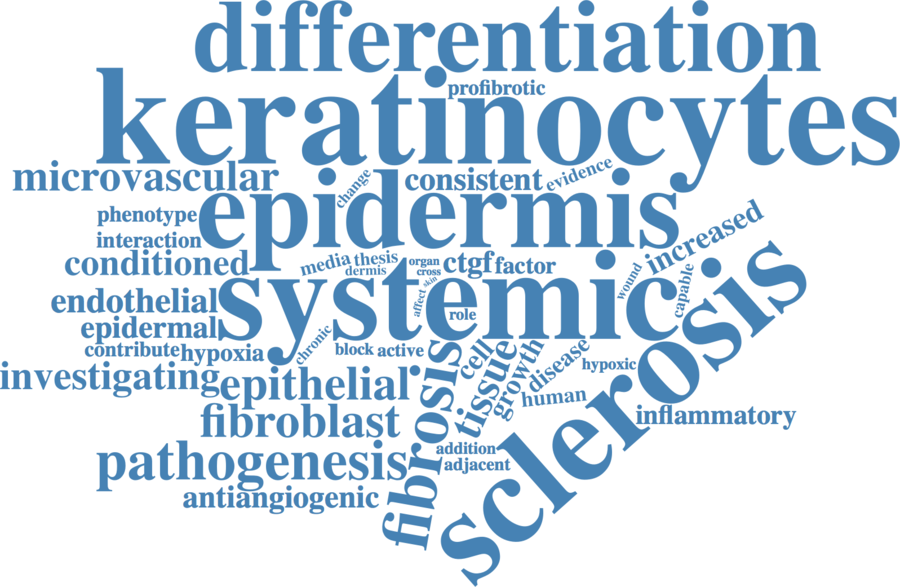 differentiation
profibrotic
keratinocytes
microvascular
change
consistent
evidence
phenotype
epidermis
interaction
increased
conditioned
media
thesis
dermis
organ
cross
skin
ctgf
factor
wound
capable
endothelial
systemic
affect
role
epidermal
sclerosis
contribute
hypoxia
chronic
block
active
cell
tissue
growth
disease
hypoxic
investigating
epithelial
fibrosis
human
fibroblast
inflammatory
addition
pathogenesis
adjacent
antiangiogenic